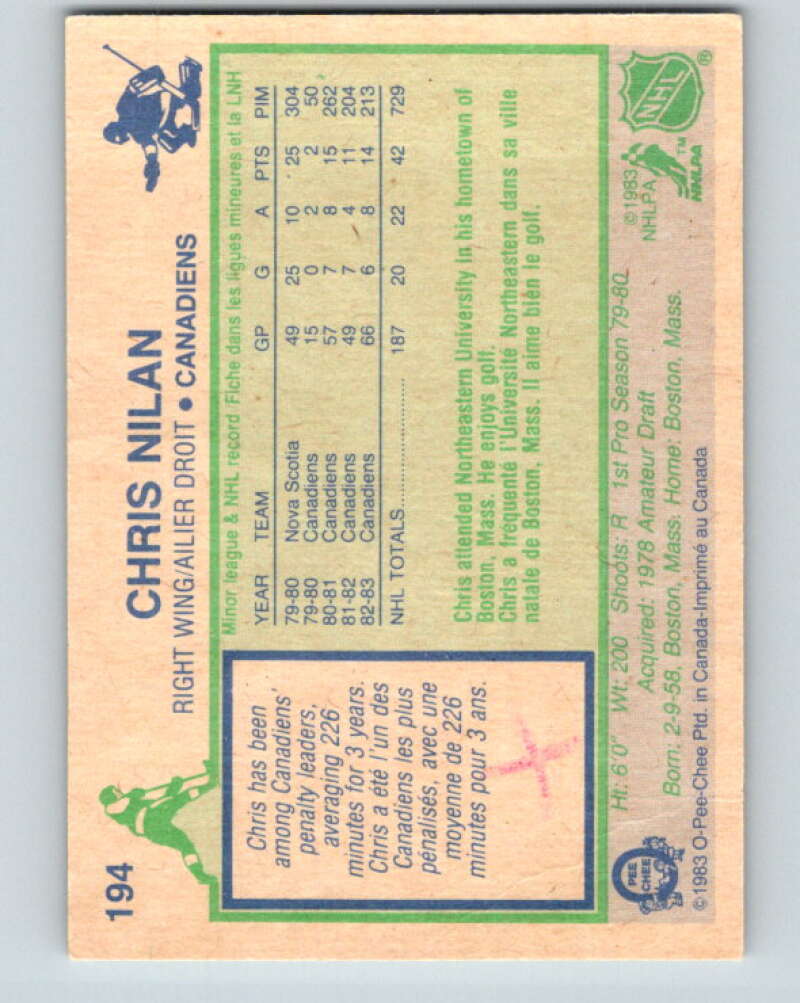 194
CHRIS NILAN
RIGHT WING/AILIER DROIT • CANADIENS
Chris has been
among Canadiens'
penalty leaders,
averaging 226
minutes for 3 years.
Chris a été l'un des
Canadiens les plus
pénalisés, avec une
moyenne de 226
minutes pour 3 ans.
Minor league & NHL record Fiche dans les ligues mineures et la LNH
YEAR TEAM GP G A PTS PIM
79-80 Nova Scotia 49 25 10 25 304
79-80 Canadiens 15 0 2 2 50
80-81 Canadiens 57 7 8 15 262
81-82 Canadiens 49 7 4 11 204
82-83 Canadiens 66 6 8 14 213
NHL TOTALS.................... 187 20 22 42 729
Chris attended Northeastern University in his hometown of
Boston, Mass. He enjoys golf.
Chris a fréquenté l'Université Northeastern dans sa ville
natale de Boston, Mass. Il aime bien le golf.
Ht: 6'0" Wt: 200 Shoots: R 1st Pro Season 79-80
Acquired: 1978 Amateur Draft
Born: 2-9-58, Boston, Mass. Home: Boston, Mass.
©1983 O-Pee-Chee Ptd. in Canada-Imprimé au Canada
O
PEE
CHEE
©1983
NHLPA
NHLPA
TM
NHL
®